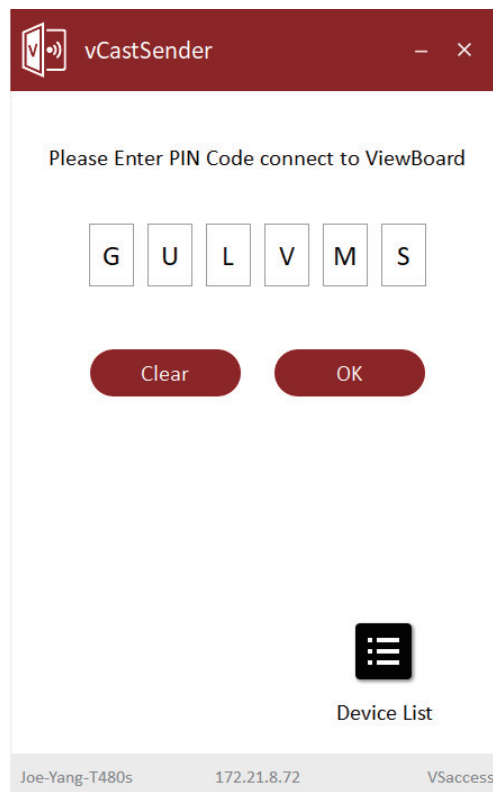 vCastSender
Please Enter PIN Code connect to ViewBoard
G U L V M S
Clear OK
Device List
Joe-Yang-T480s 172.21.8.72 VSaccess